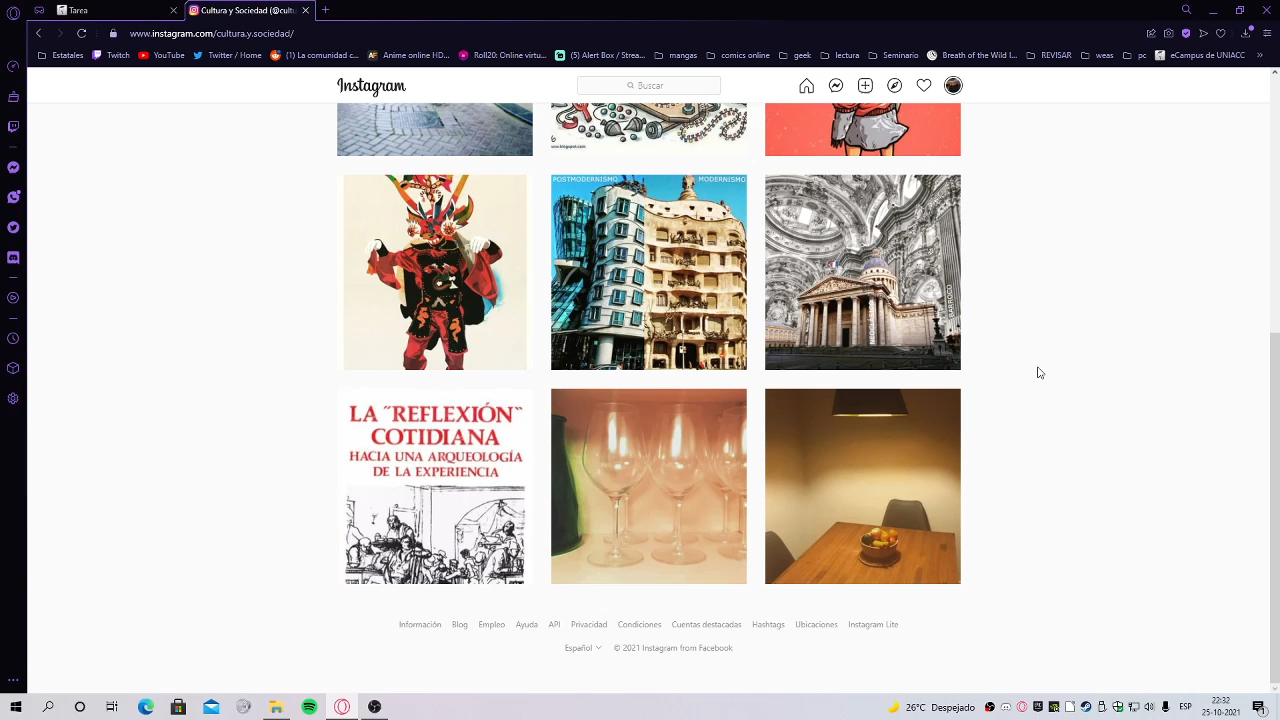 Tarea
www.instagram.com/cultura.y.sociedad/
Estatales
Twitch
YouTube
Twitter / Home
(1) La comunidad c...
Anime online HD...
Roll20: Online virtu...
(5) Alert Box / Strea...
mangas
comics online
geek
lectura
Seminario
Breath of the Wild I...
REVISAR
weas
pc
eCampus de UNIACC
Instagram
Buscar
POSTMODERNISMO
MODERNISMO
BARROCO
LA ˝REFLEXIÓN˝
COTIDIANA
HACIA UNA ARQUEOLOGÍA
DE LA EXPERIENCIA
Información Blog Empleo Ayuda API Privacidad Condiciones Cuentas destacadas Hashtags Ubicaciones Instagram Lite
Español © 2021 Instagram from Facebook
26°C Despejado
ESP
22:32
25-10-2021